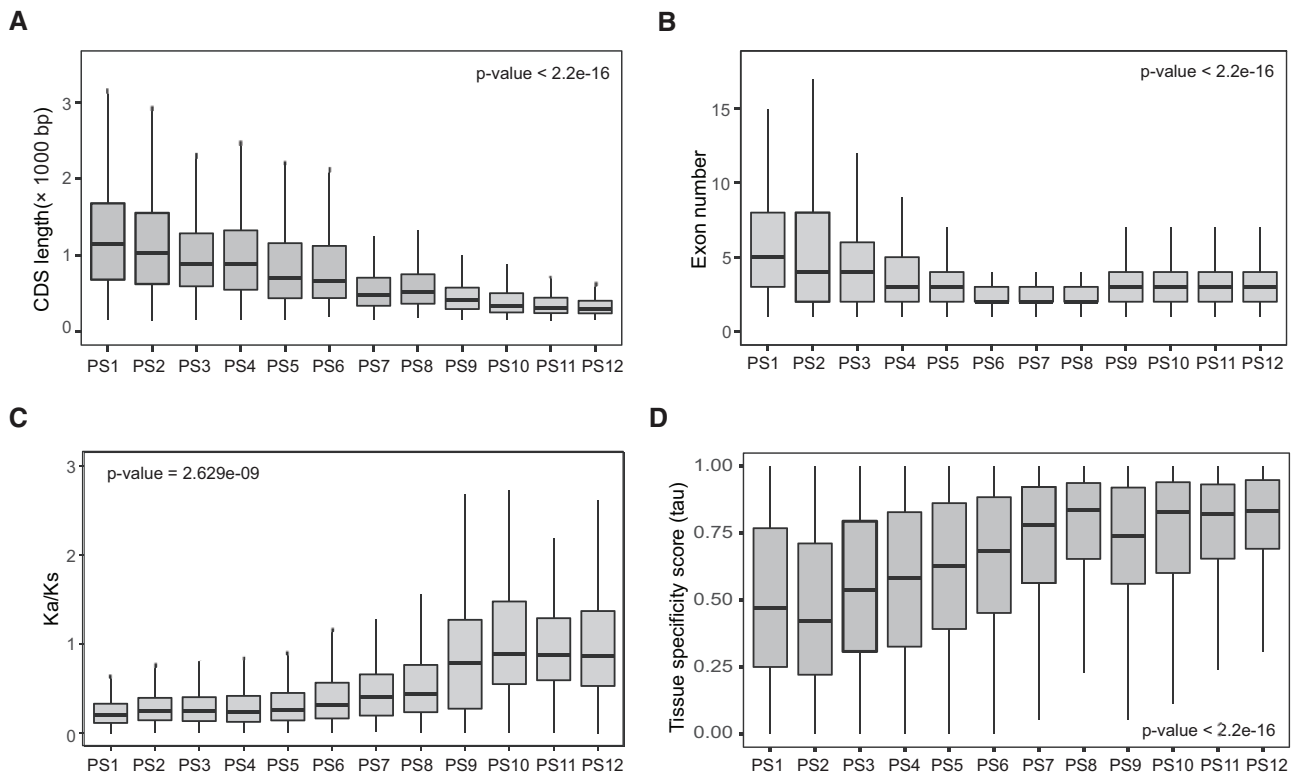 A
B
p-value < 2.2e-16
p-value < 2.2e-16
CDS length(× 1000 bp)
3
2
1
0
PS1 PS2 PS3 PS4 PS5 PS6 PS7 PS8 PS9 PS10 PS11 PS12
Exon number
15
10
5
0
PS1 PS2 PS3 PS4 PS5 PS6 PS7 PS8 PS9 PS10 PS11 PS12
C
D
p-value = 2.629e-09
Ka/Ks
3
2
1
0
PS1 PS2 PS3 PS4 PS5 PS6 PS7 PS8 PS9 PS10 PS11 PS12
Tissue specificity score (tau)
1.00
0.75
0.50
0.25
0.00
p-value < 2.2e-16
PS1 PS2 PS3 PS4 PS5 PS6 PS7 PS8 PS9 PS10 PS11 PS12